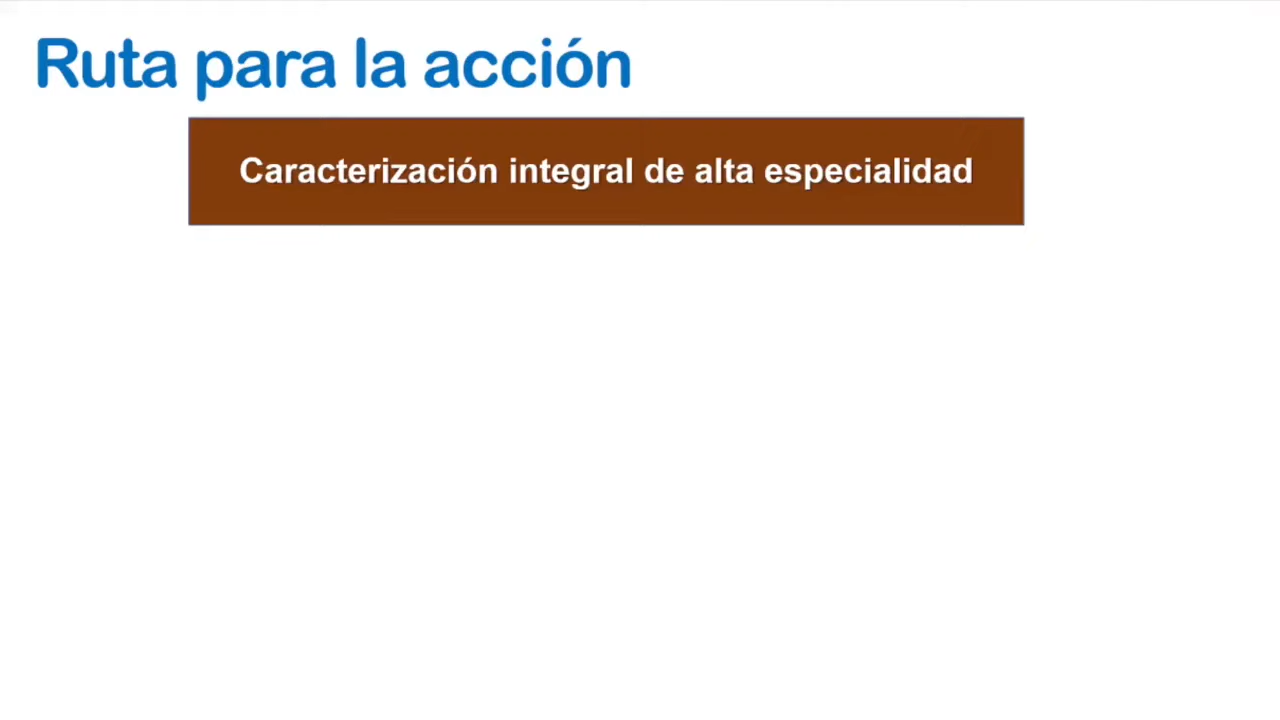 Ruta para la acción
Caracterización integral de alta especialidad